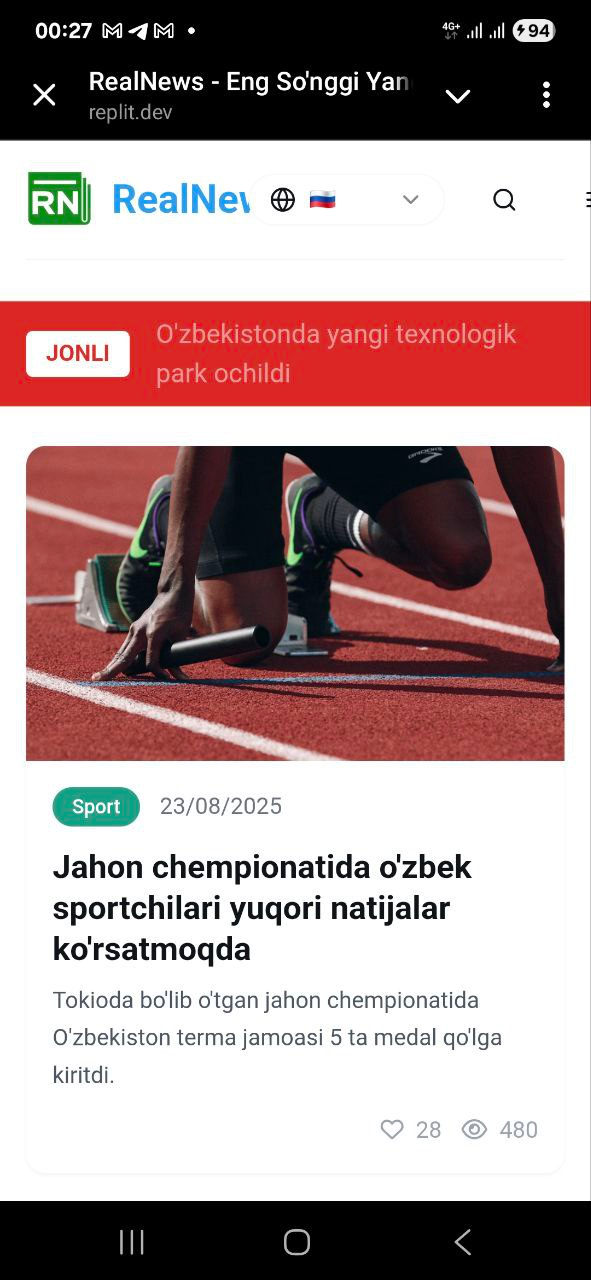 00:27
4G+
94
RealNews - Eng So'nggi Yan
replit.dev
RN
RealNew
JONLI
O'zbekistonda yangi texnologik
park ochildi
BROOKS
Sport
23/08/2025
Jahon chempionatida o'zbek
sportchilari yuqori natijalar
ko'rsatmoqda
Tokioda bo'lib o'tgan jahon chempionatida
O'zbekiston terma jamoasi 5 ta medal qo'lga
kiritdi.
28
480